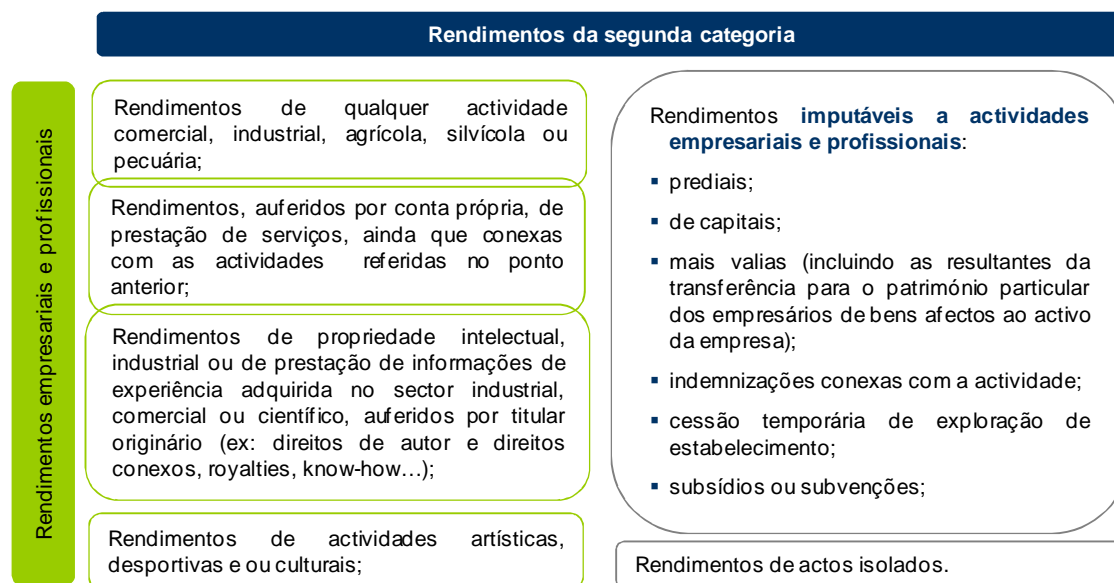 Rendimentos da segunda categoria
Rendimentos empresariais e profissionais
Rendimentos de qualquer actividade
comercial, industrial, agrícola, silvícola ou
pecuária;
Rendimentos, auferidos por conta própria, de
prestação de serviços, ainda que conexas
com as actividades referidas no ponto
anterior;
Rendimentos de propriedade intelectual,
industrial ou de prestação de informações de
experiência adquirida no sector industrial,
comercial ou científico, auferidos por titular
originário (ex: direitos de autor e direitos
conexos, royalties, know-how…);
Rendimentos de actividades artísticas,
desportivas e ou culturais;
Rendimentos imputáveis a actividades
empresariais e profissionais:
▪ prediais;
▪ de capitais;
▪ mais valias (incluindo as resultantes da
transferência para o património particular
dos empresários de bens afectos ao activo
da empresa);
▪ indemnizações conexas com a actividade;
▪ cessão temporária de exploração de
estabelecimento;
▪ subsídios ou subvenções;
Rendimentos de actos isolados.